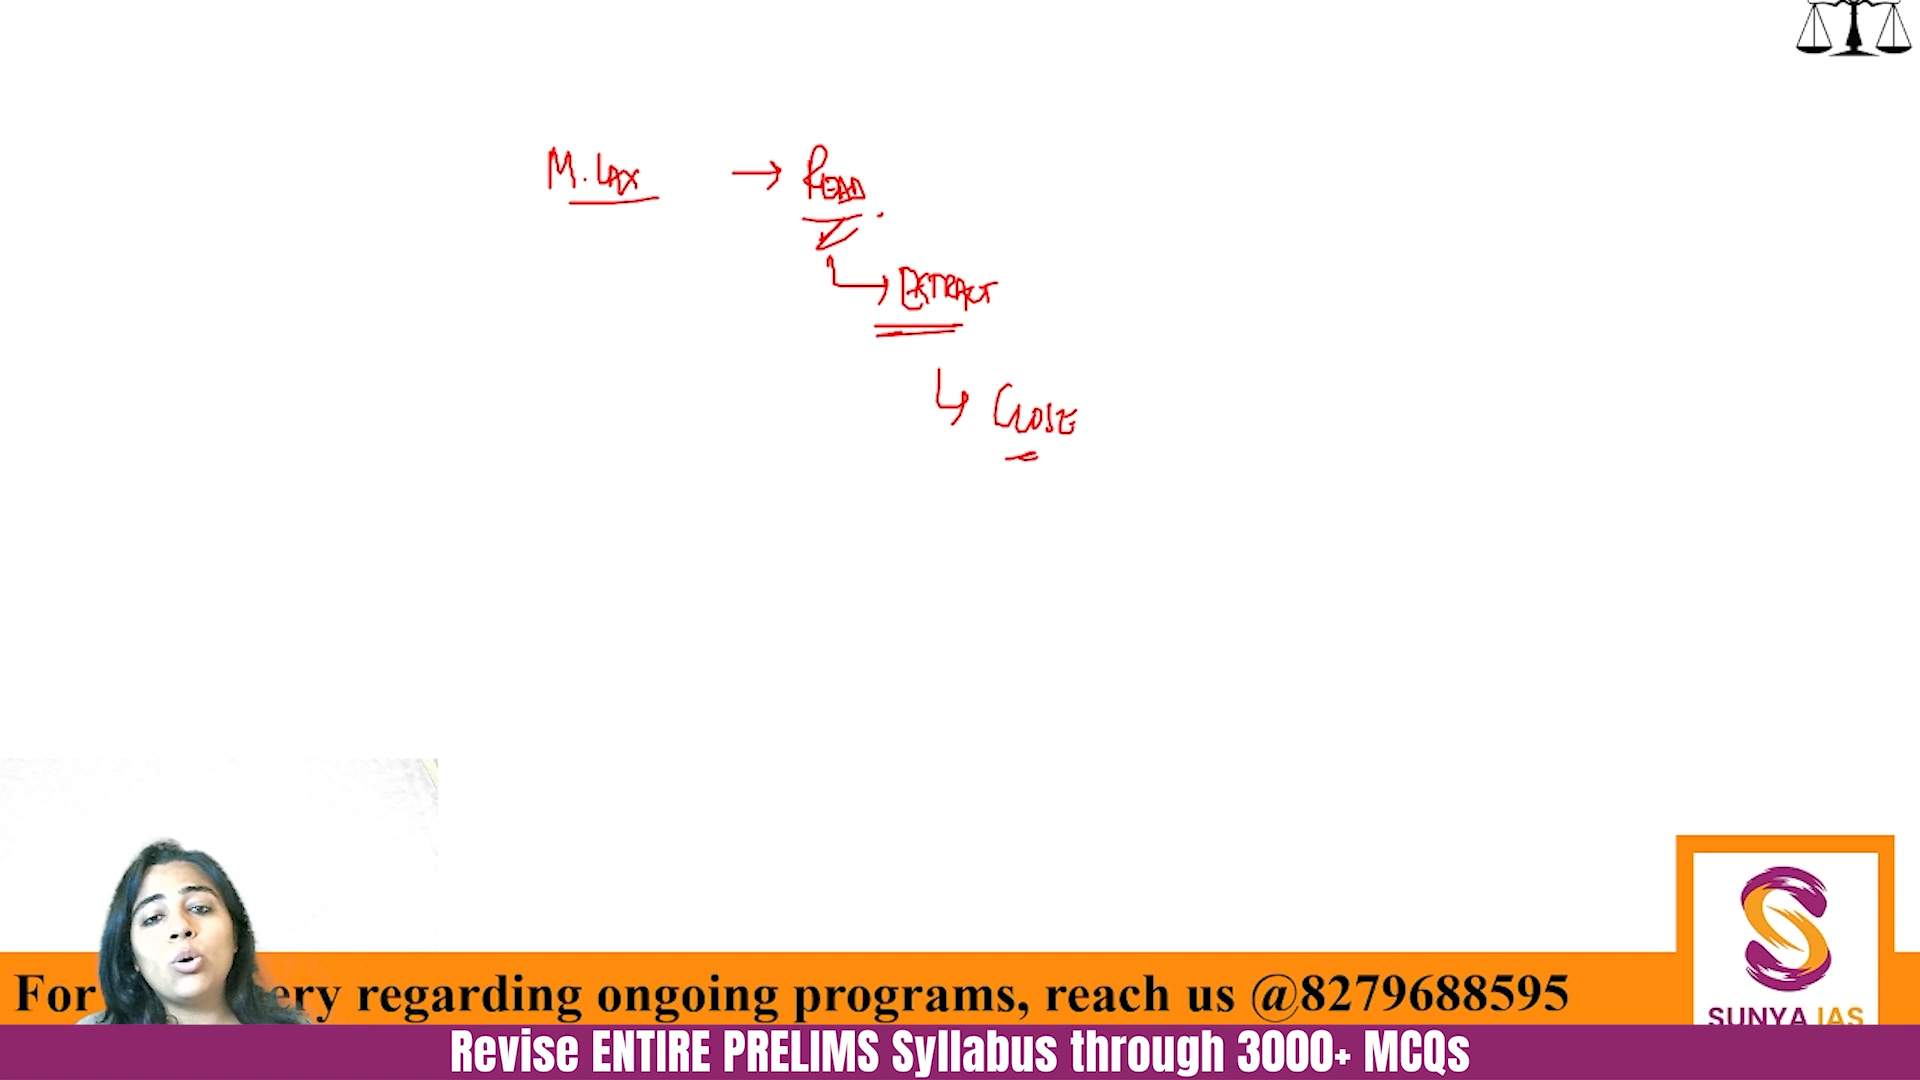 M. LAX → READ
↳ EXTRACT
↳ CLOSE
For ery regarding ongoing programs, reach us @8279688595
SUNYA IAS
Revise ENTIRE PRELIMS Syllabus through 3000+ MCQs